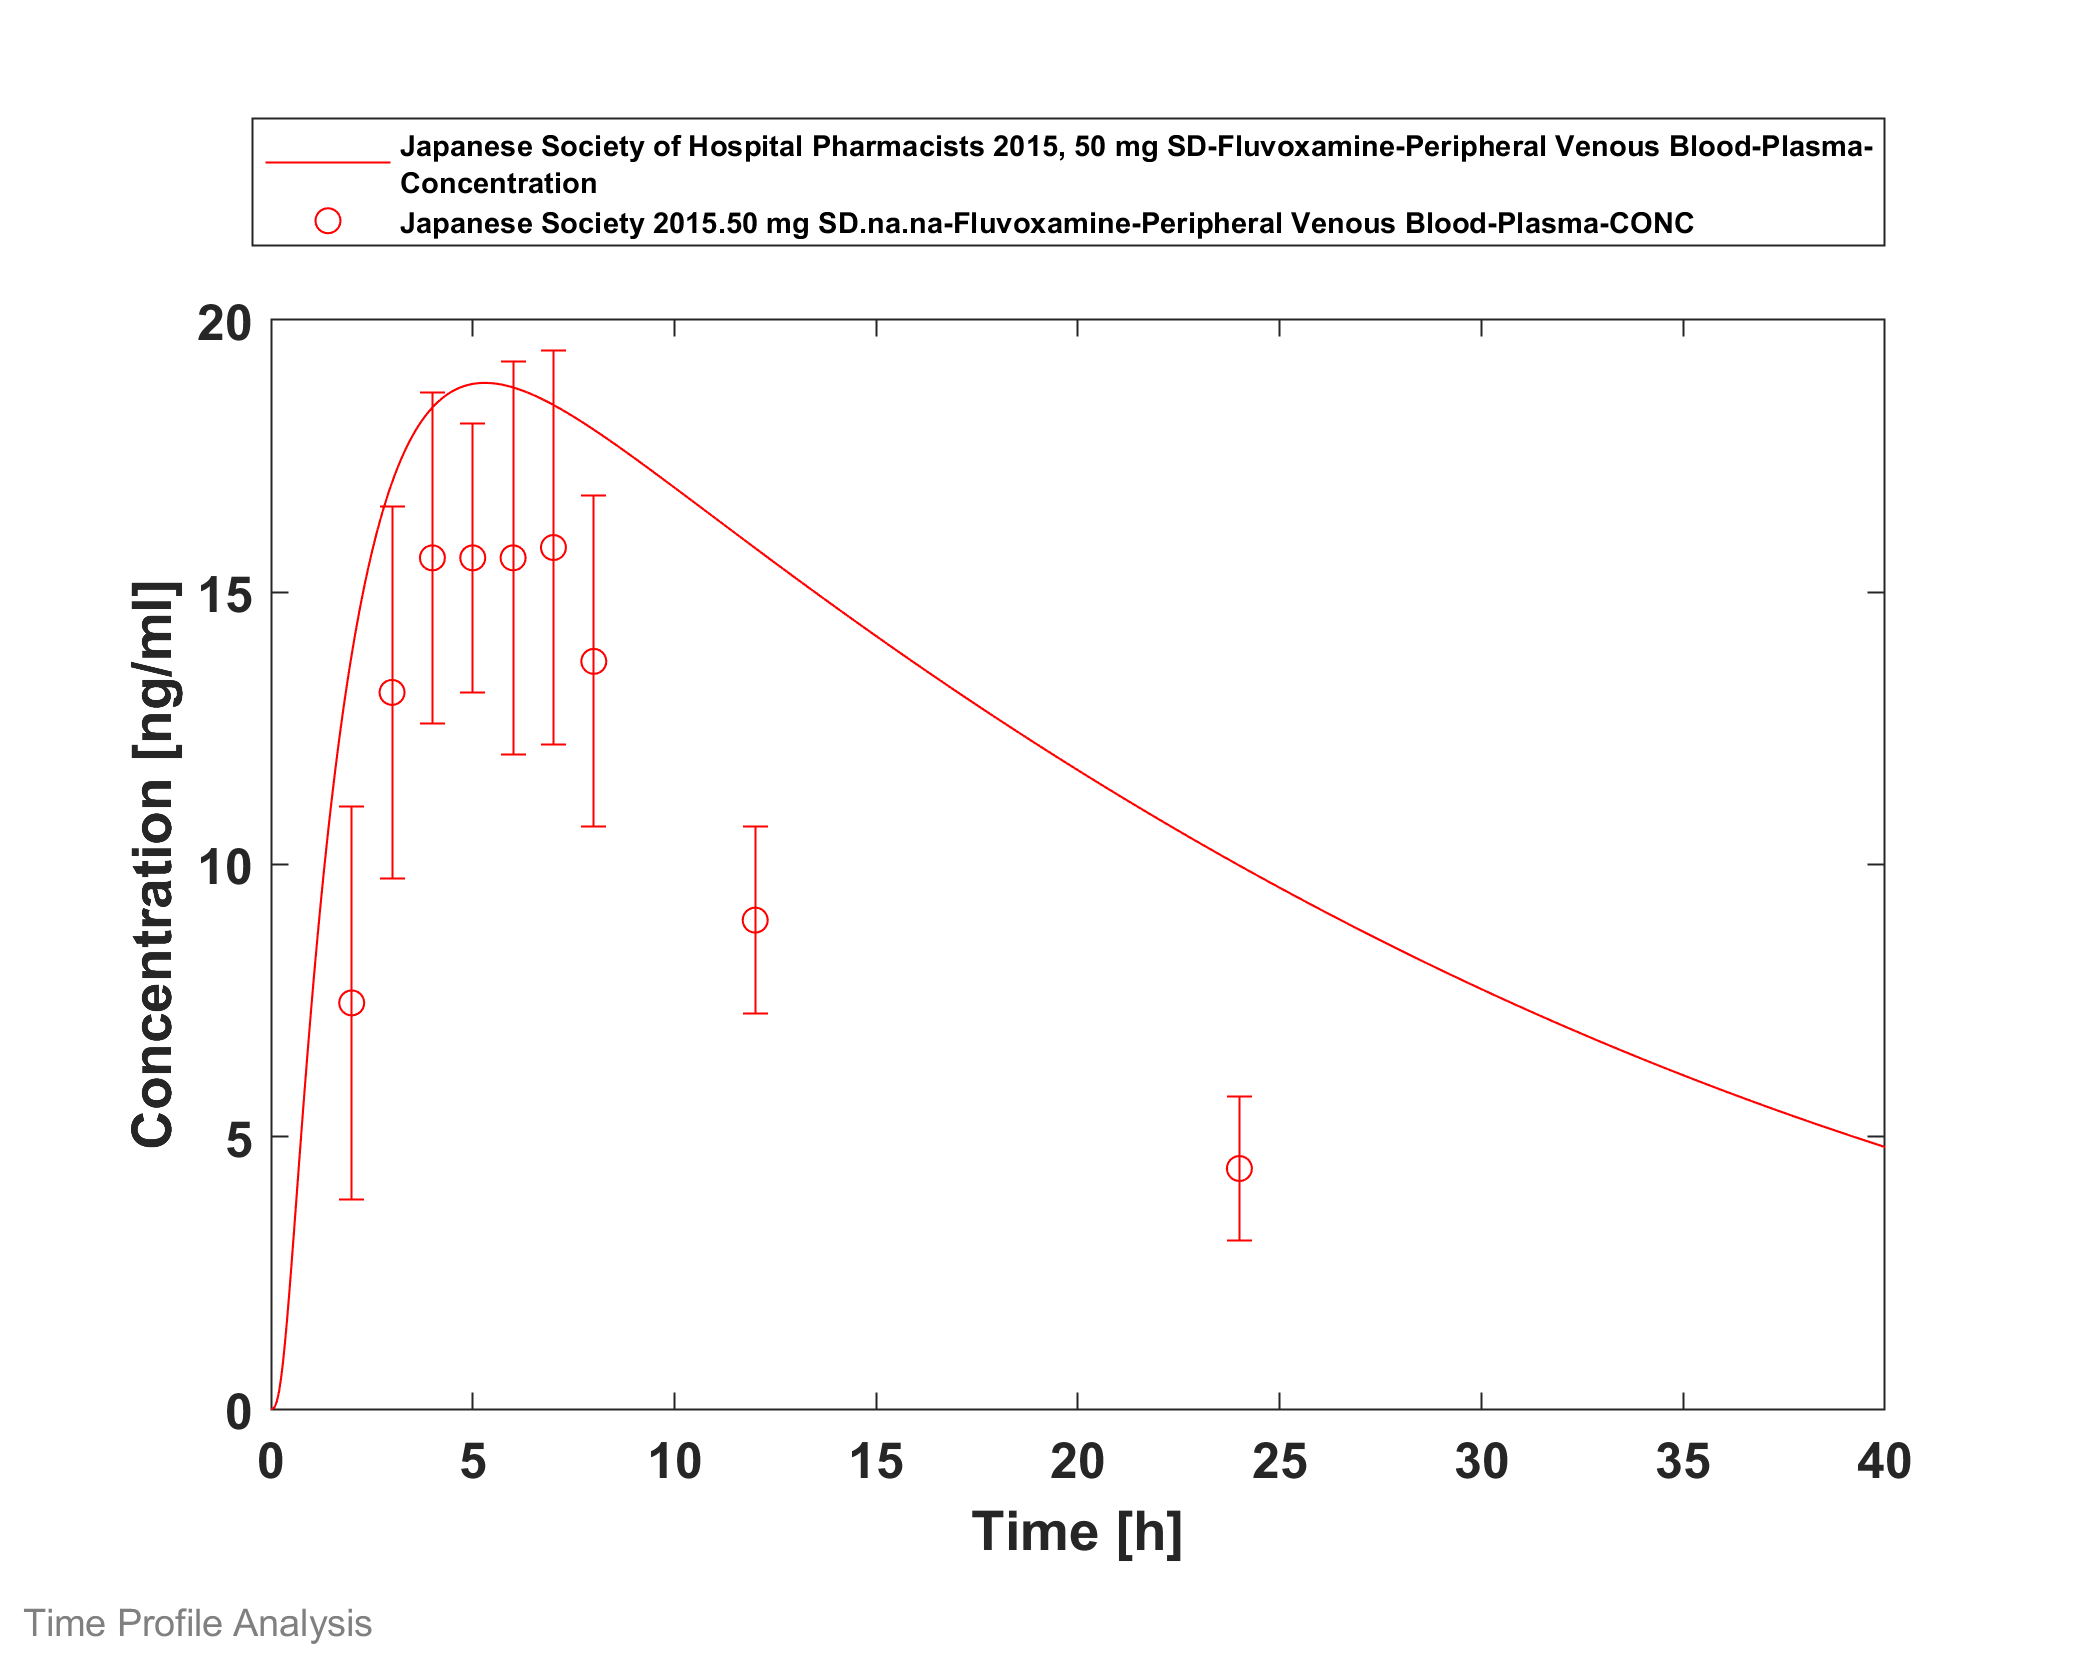 Japanese Society of Hospital Pharmacists 2015, 50 mg SD-Fluvoxamine-Peripheral Venous Blood-Plasma-
Concentration
Japanese Society 2015.50 mg SD.na.na-Fluvoxamine-Peripheral Venous Blood-Plasma-CONC
20
15
10
5
0
Concentration [ng/ml]
0 5 10 15 20 25 30 35 40
Time [h]
Time Profile Analysis